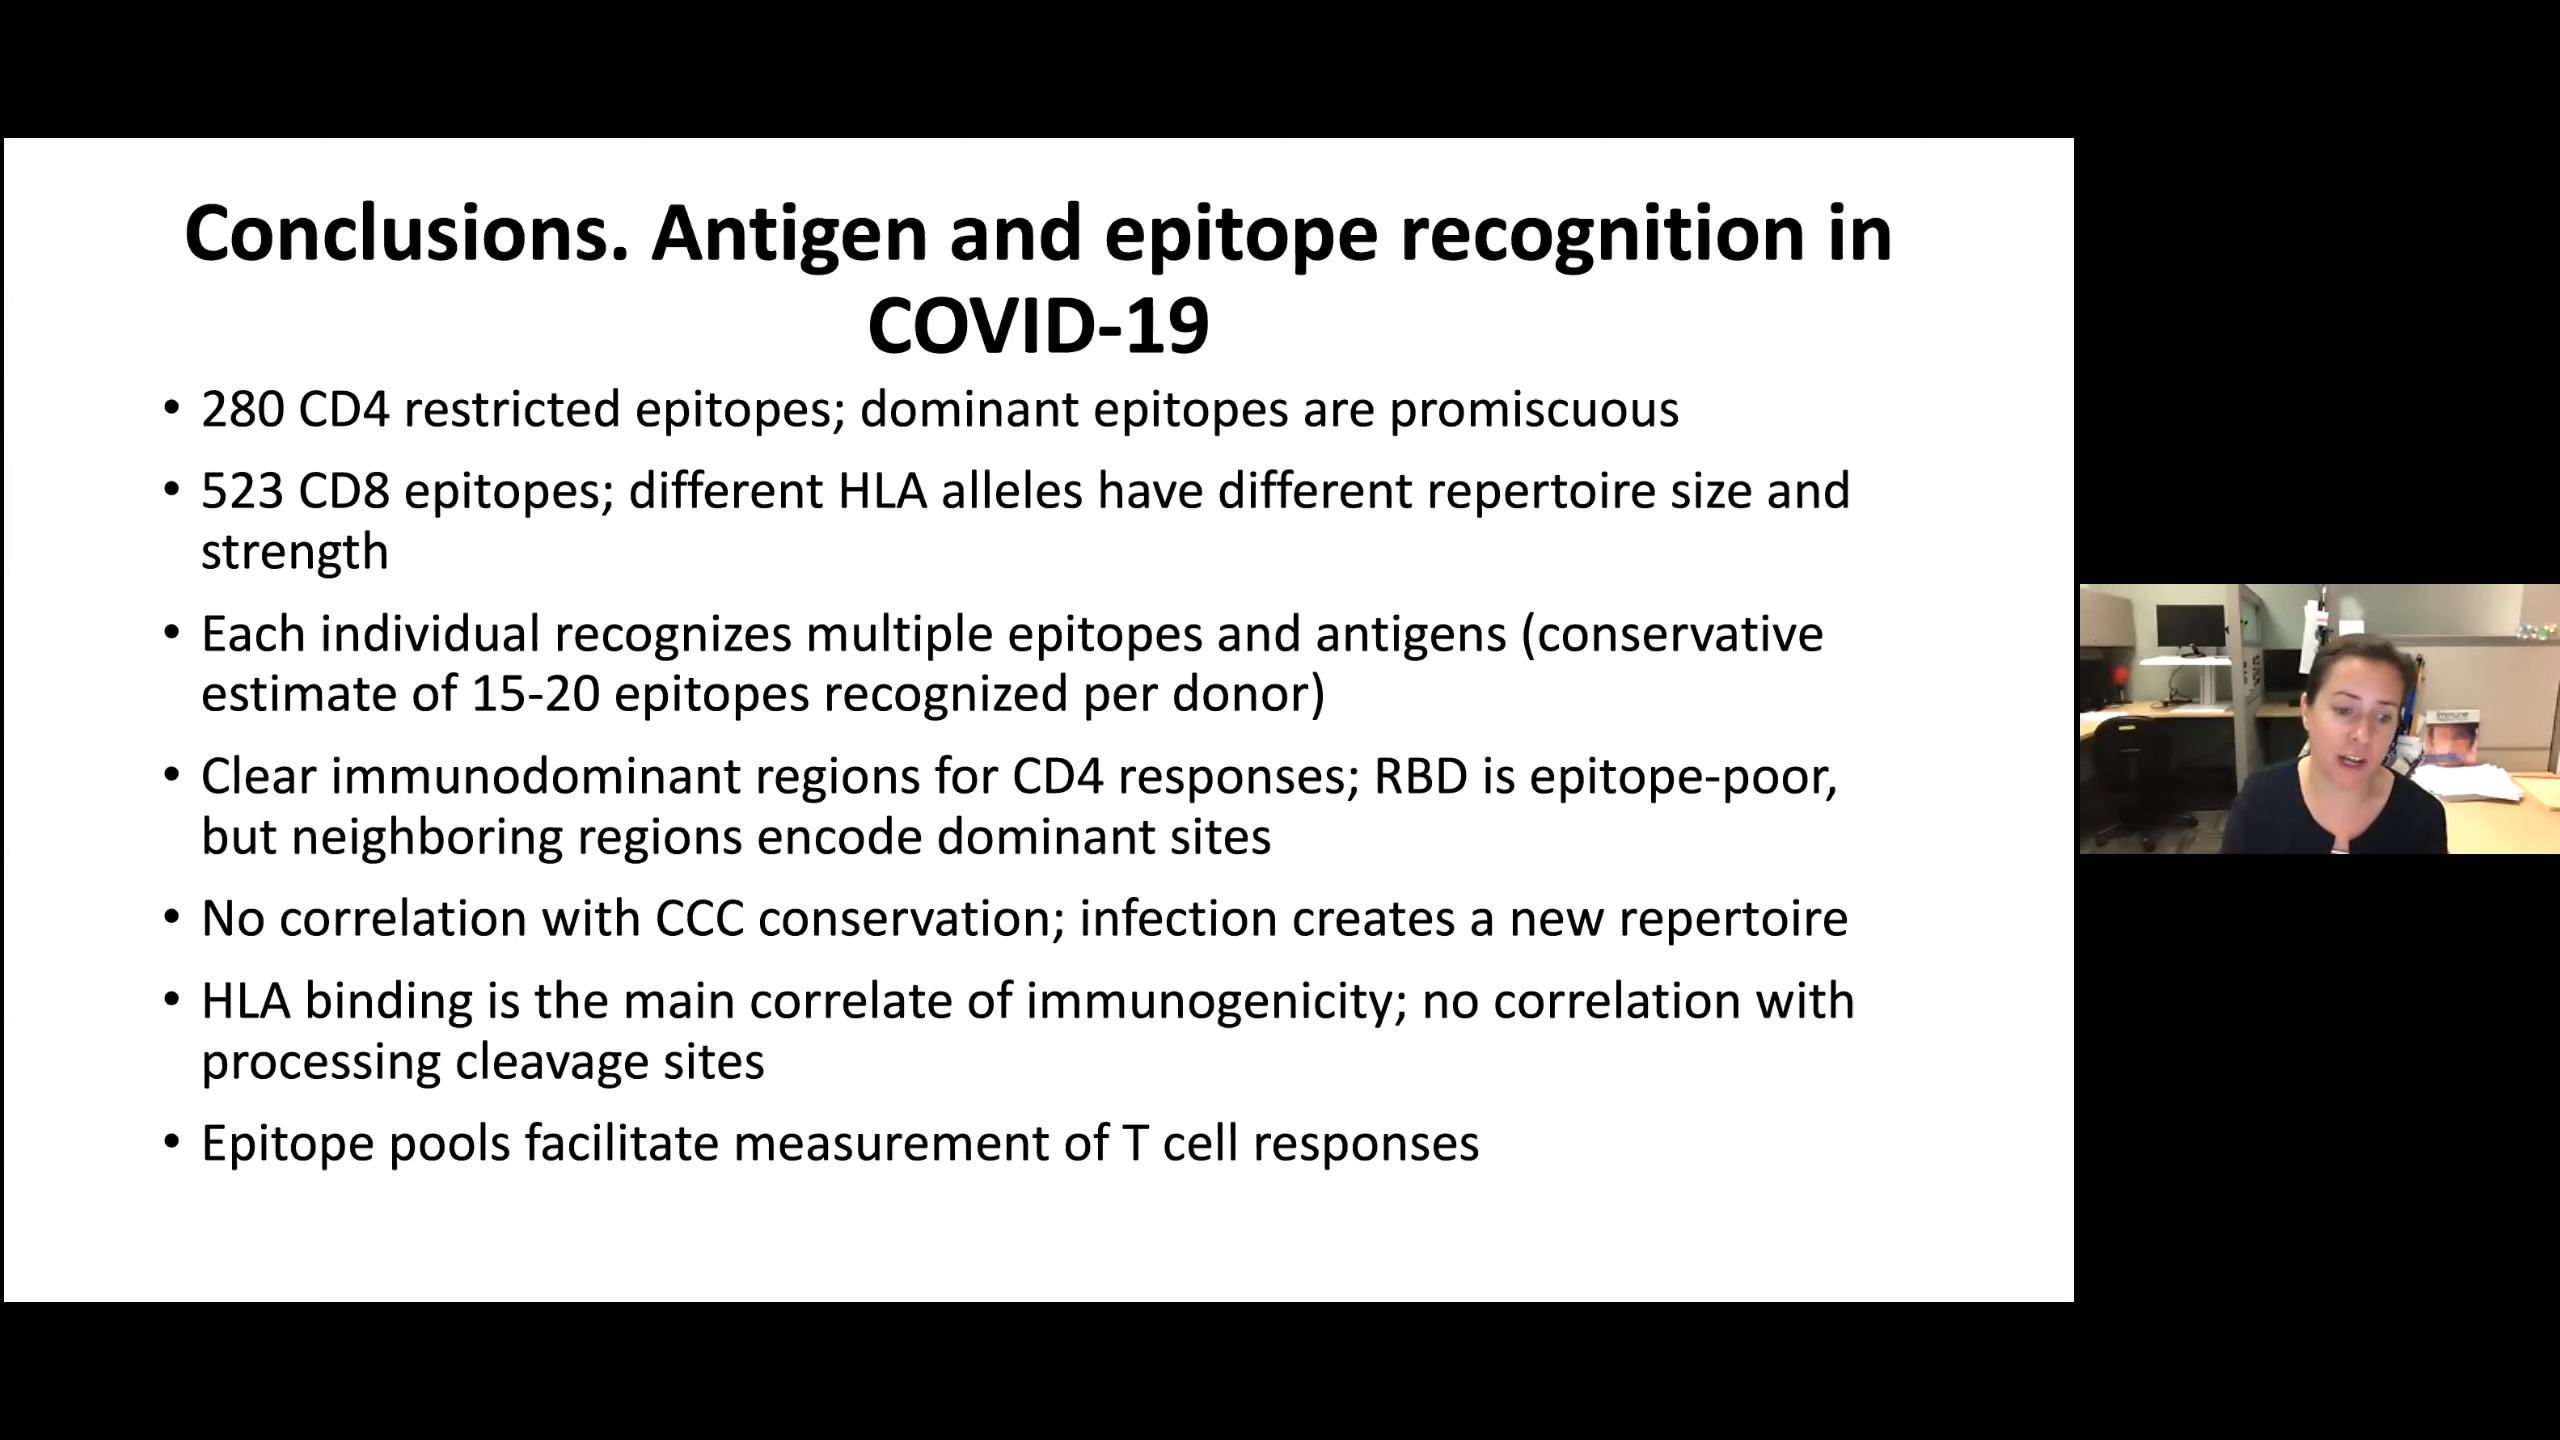 Conclusions. Antigen and epitope recognition in
COVID-19
• 280 CD4 restricted epitopes; dominant epitopes are promiscuous
• 523 CD8 epitopes; different HLA alleles have different repertoire size and
strength
• Each individual recognizes multiple epitopes and antigens (conservative
estimate of 15-20 epitopes recognized per donor)
• Clear immunodominant regions for CD4 responses; RBD is epitope-poor,
but neighboring regions encode dominant sites
• No correlation with CCC conservation; infection creates a new repertoire
• HLA binding is the main correlate of immunogenicity; no correlation with
processing cleavage sites
• Epitope pools facilitate measurement of T cell responses
Immune